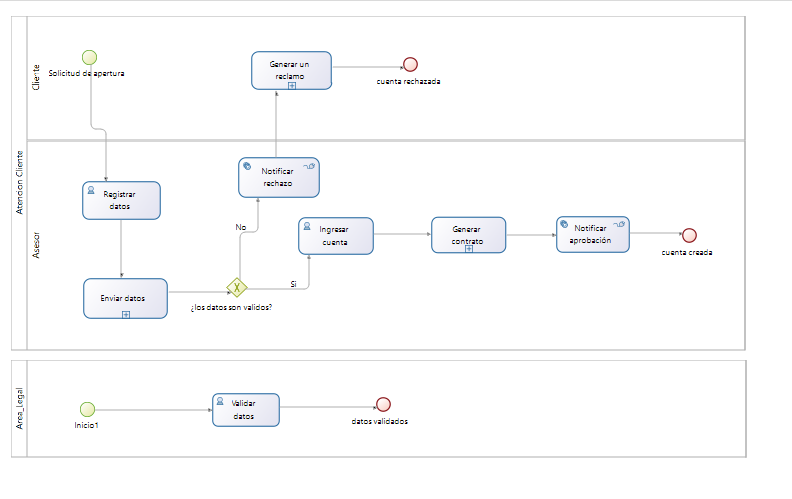 Atencion Cliente
Cliente
Solicitud de apertura
Generar un
reclamo
cuenta rechazada
Asesor
Registrar
datos
Notificar
rechazo
No
Ingresar
cuenta
Generar
contrato
Notificar
aprobación
cuenta creada
Enviar datos
X
Si
¿los datos son validos?
Area_Legal
Inicio1
Validar
datos
datos validados